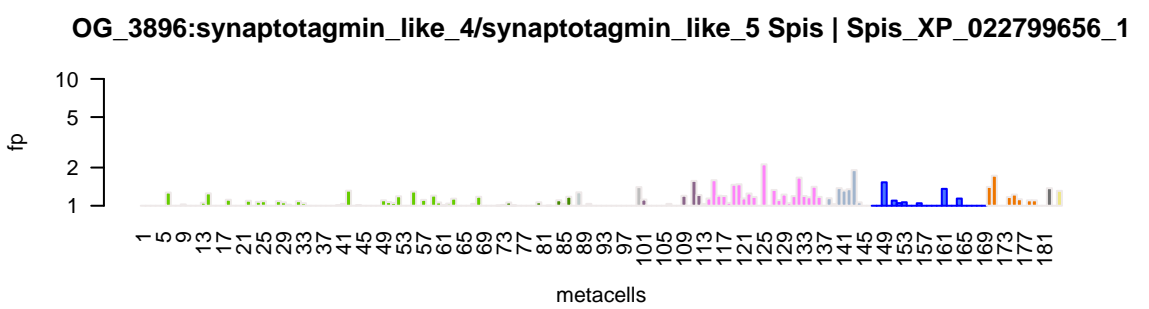 OG_3896:synaptotagmin_like_4/synaptotagmin_like_5 Spis | Spis_XP_022799656_1
10
5
2
1
fp
1 5 9 13 17 21 25 29 33 37 41 45 49 53 57 61 65 69 73 77 81 85 89 93 97 101 105 109 113 117 121 125 129 133 137 141 145 149 153 157 161 165 169 173 177 181
metacells